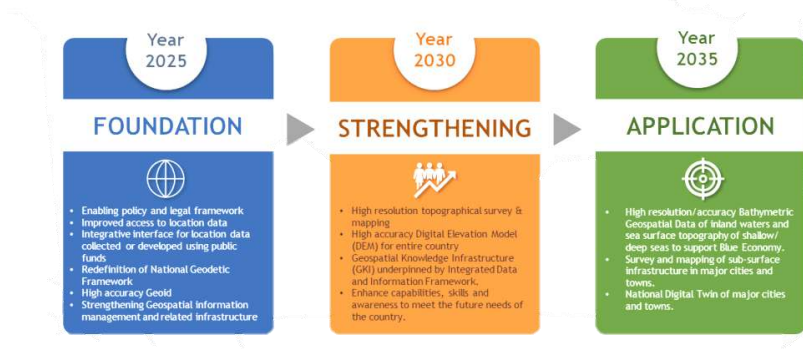 Year
2025
FOUNDATION
• Enabling policy and legal framework
• Improved access to location data
• Integrative interface for location data
collected or developed using public
funds
• Redefinition of National Geodetic
Framework
• High accuracy Geoid
• Strengthening Geospatial information
management and related infrastructure
Year
2030
STRENGTHENING
• High resolution topographical survey &
mapping
• High accuracy Digital Elevation Model
(DEM) for entire country
• Geospatial Knowledge Infrastructure
(GKI) underpinned by Integrated Data
and Information Framework.
• Enhance capabilities, skills and
awareness to meet the future needs of
the country.
Year
2035
APPLICATION
• High resolution/accuracy Bathymetric
Geospatial Data of inland waters and
sea surface topography of shallow/
deep seas to support Blue Economy.
• Survey and mapping of sub-surface
infrastructure in major cities and
towns.
• National Digital Twin of major cities
and towns.